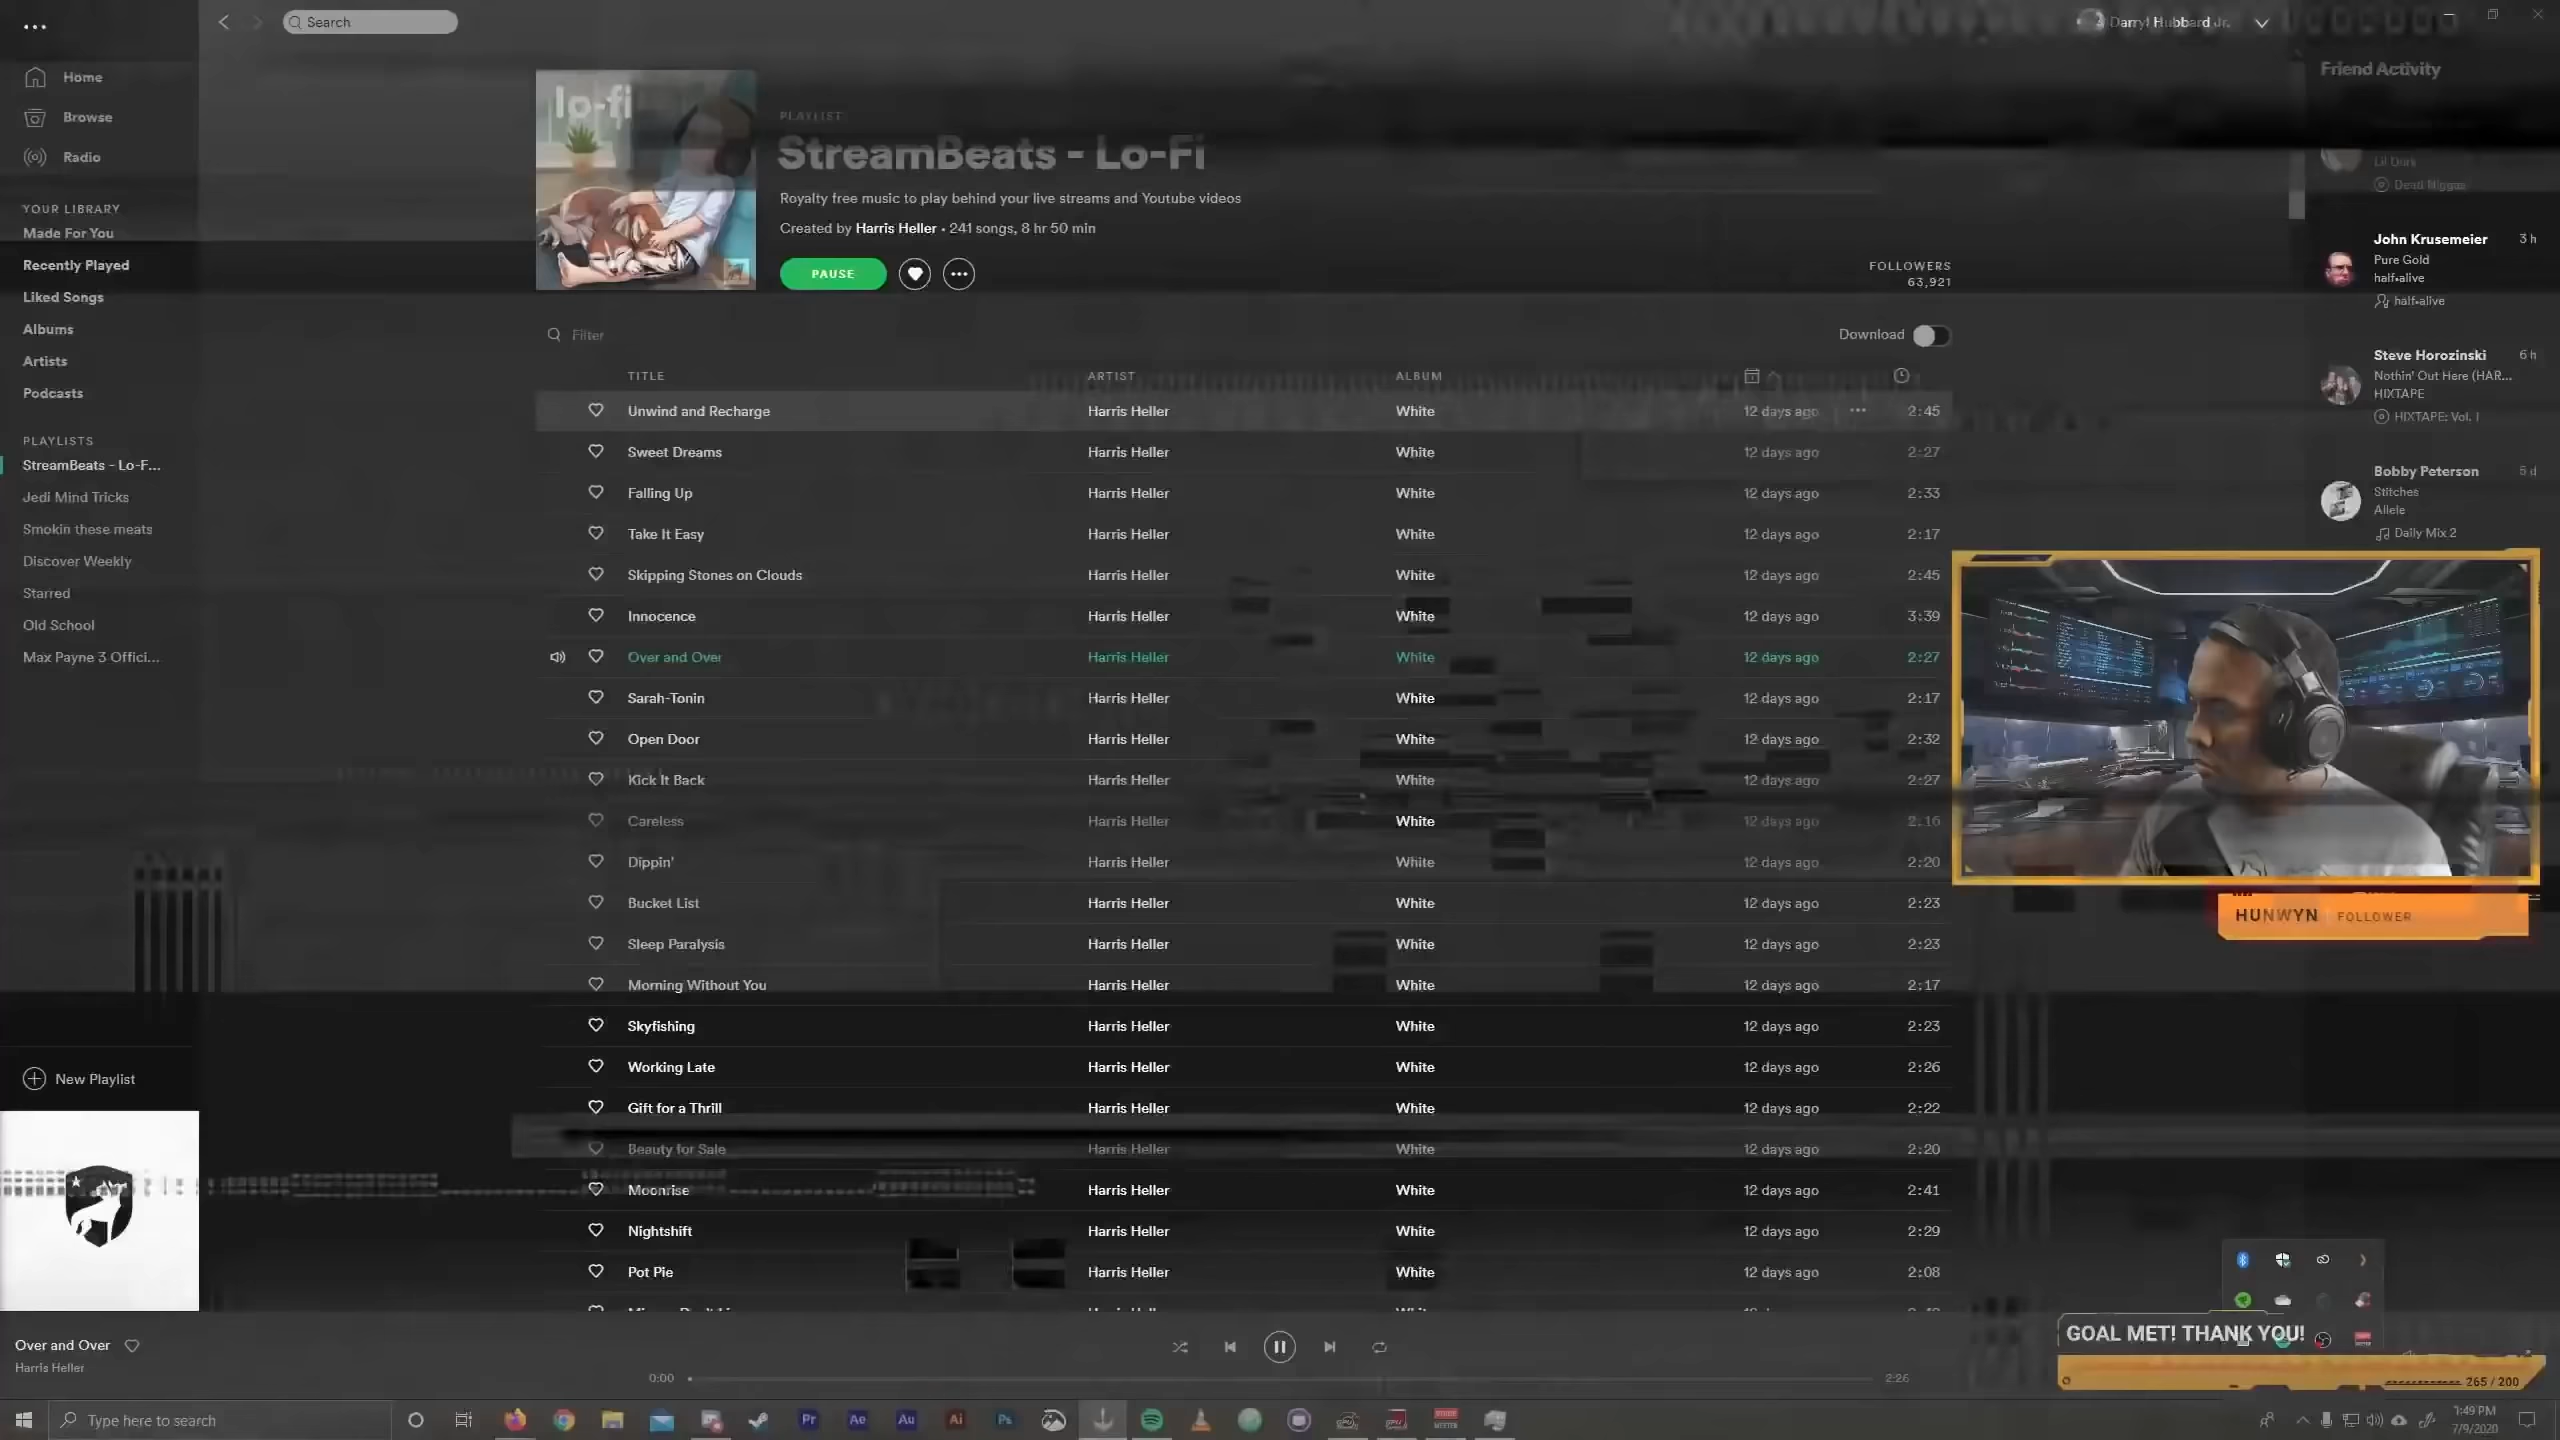 Search
Darryl Hubbard Jr.
Home
Browse
Radio
YOUR LIBRARY
Made For You
Recently Played
Liked Songs
Albums
Artists
Podcasts
PLAYLISTS
StreamBeats - Lo-F...
Jedi Mind Tricks
Smokin these meats
Discover Weekly
Starred
Old School
Max Payne 3 Offici...
New Playlist
lo-fi
PLAYLIST
StreamBeats - Lo-Fi
Royalty free music to play behind your live streams and Youtube videos
Created by Harris Heller • 241 songs, 8 hr 50 min
PAUSE
FOLLOWERS
63,921
Filter
Download
TITLE ARTIST ALBUM
Unwind and Recharge Harris Heller White 12 days ago 2:45
Sweet Dreams Harris Heller White 12 days ago 2:27
Falling Up Harris Heller White 12 days ago 2:33
Take It Easy Harris Heller White 12 days ago 2:17
Skipping Stones on Clouds Harris Heller White 12 days ago 2:45
Innocence Harris Heller White 12 days ago 3:39
Over and Over Harris Heller White 12 days ago 2:27
Sarah-Tonin Harris Heller White 12 days ago 2:17
Open Door Harris Heller White 12 days ago 2:32
Kick It Back Harris Heller White 12 days ago 2:27
Careless Harris Heller White 12 days ago 2:16
Dippin' Harris Heller White 12 days ago 2:20
Bucket List Harris Heller White 12 days ago 2:23
Sleep Paralysis Harris Heller White 12 days ago 2:23
Morning Without You Harris Heller White 12 days ago 2:17
Skyfishing Harris Heller White 12 days ago 2:23
Working Late Harris Heller White 12 days ago 2:26
Gift for a Thrill Harris Heller White 12 days ago 2:22
Beauty for Sale Harris Heller White 12 days ago 2:20
Moonrise Harris Heller White 12 days ago 2:41
Nightshift Harris Heller White 12 days ago 2:29
Pot Pie Harris Heller White 12 days ago 2:08
Friend Activity
Lil Durk
Dead Niggas
John Krusemeier 3 h
Pure Gold
half•alive
half•alive
Steve Horozinski 6 h
Nothin' Out Here (HAR...
HIXTAPE
HIXTAPE: Vol. 1
Bobby Peterson 5 d
Stitches
Allele
Daily Mix 2
HUNWYN FOLLOWER
GOAL MET! THANK YOU!
265 / 200
Over and Over
Harris Heller
0:00
2:26
Type here to search
Pr
Ae
Au
Ai
Ps
1:49 PM
7/9/2020